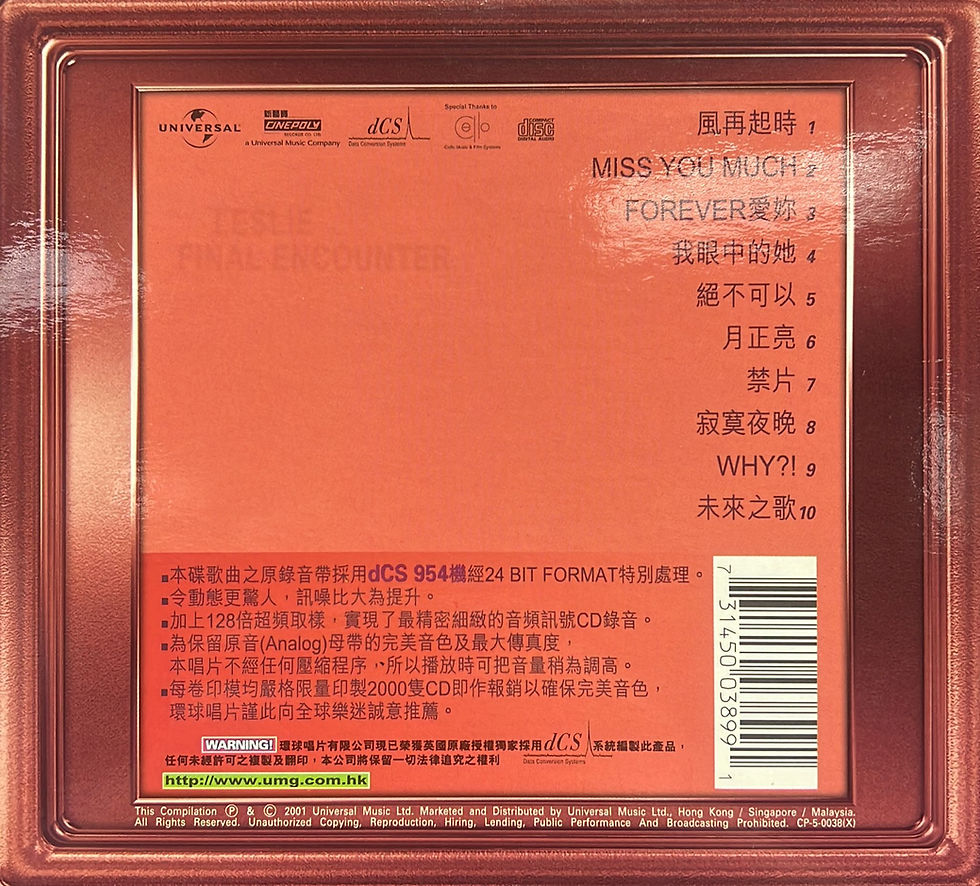 UNIVERSAL
新藝寶
CINEPOLY
RECORDS CO. LTD.
a Universal Music Company
dCS
Data Conversion Systems
Special Thanks to
COMPACT
disc
DIGITAL AUDIO
風再起時 1
MISS YOU MUCH 2
FOREVER愛妳 3
我眼中的她 4
絕不可以 5
月正亮 6
禁片 7
寂寞夜晚 8
WHY?! 9
未來之歌 10
LESLIE
FINAL ENCOUNTER
■本碟歌曲之原錄音帶採用dCS 954機經24 BIT FORMAT特別處理。
■令動態更驚人，訊噪比大為提升。
■加上128倍超頻取樣，實現了最精密細緻的音頻訊號CD錄音。
■為保留原音(Analog)母帶的完美音色及最大傳真度，
本唱片不經任何壓縮程序，所以播放時可把音量稍為調高。
■每卷印模均嚴格限量印製2000隻CD即作報銷以確保完美音色，
環球唱片謹此向全球樂迷誠意推薦。
WARNING! 環球唱片有限公司現已榮獲英國原廠授權獨家採用dCS系統編製此產品，
Data Conversion Systems
任何未經許可之複製及翻印，本公司將保留一切法律追究之權利
http://www.umg.com.hk
7 31450 03899 1
This Compilation Ⓟ & © 2001 Universal Music Ltd. Marketed and Distributed by Universal Music Ltd., Hong Kong / Singapore / Malaysia.
All Rights Reserved. Unauthorized Copying, Reproduction, Hiring, Lending, Public Performance And Broadcasting Prohibited. CP-5-0038(X)